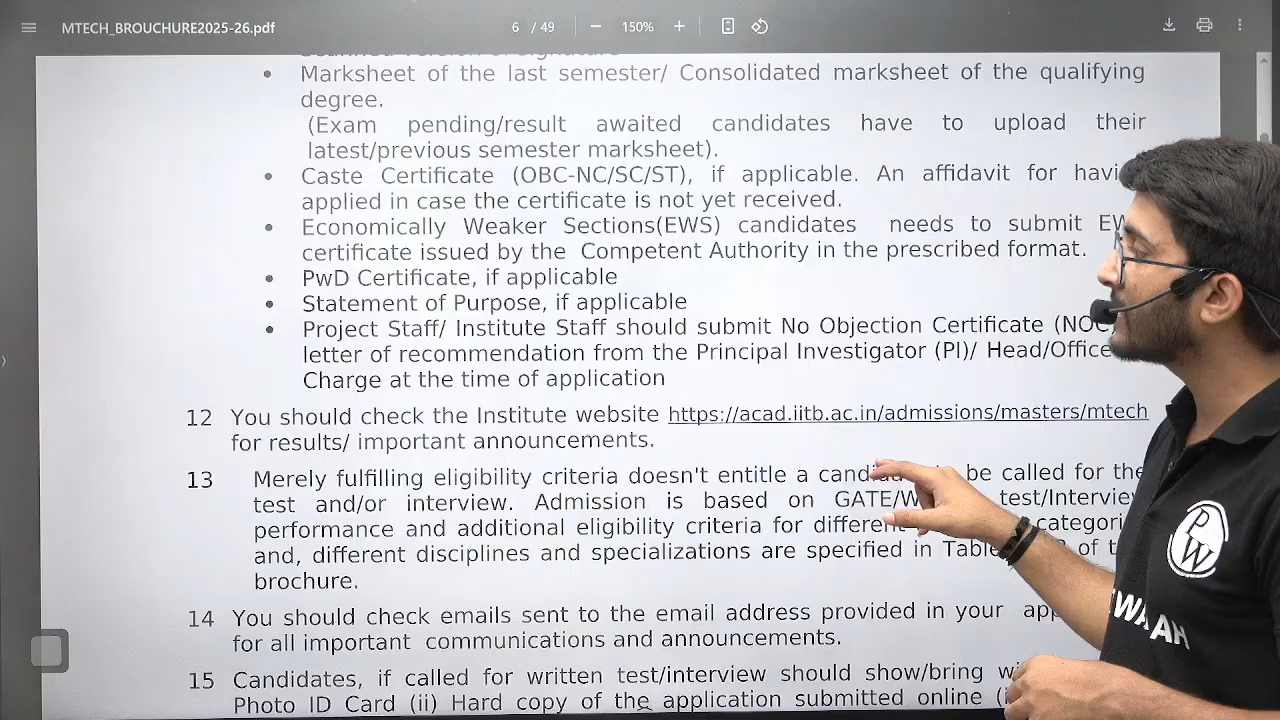 MTECH_BROUCHURE2025-26.pdf
6 / 49
150%
Marksheet of the last semester/ Consolidated marksheet of the qualifying
degree.
(Exam pending/result awaited candidates have to upload their
latest/previous semester marksheet).
Caste Certificate (OBC-NC/SC/ST), if applicable. An affidavit for
applied in case the certificate is not yet received.
Economically Weaker Sections(EWS) candidates needs to submit
certificate issued by the Competent Authority in the prescribed format.
PwD Certificate, if applicable
Statement of Purpose, if applicable
Project Staff/ Institute Staff should submit No Objection Certificate
letter of recommendation from the Principal Investigator (PI)/
Charge at the time of application
12 You should check the Institute website https://acad.iitb.ac.in/admissions/masters/mtech
for results/ important announcements.
13 Merely fulfilling eligibility criteria doesn't entitle a be called for the
test and/or interview. Admission is based on
performance and additional eligibility criteria for
and, different disciplines and specializations are specified in of
brochure.
14 You should check emails sent to the email address provided in your
for all important communications and announcements.
15 Candidates, if called for written test/interview should show/bring
Photo ID Card (ii) Hard copy of the application submitted online
PW